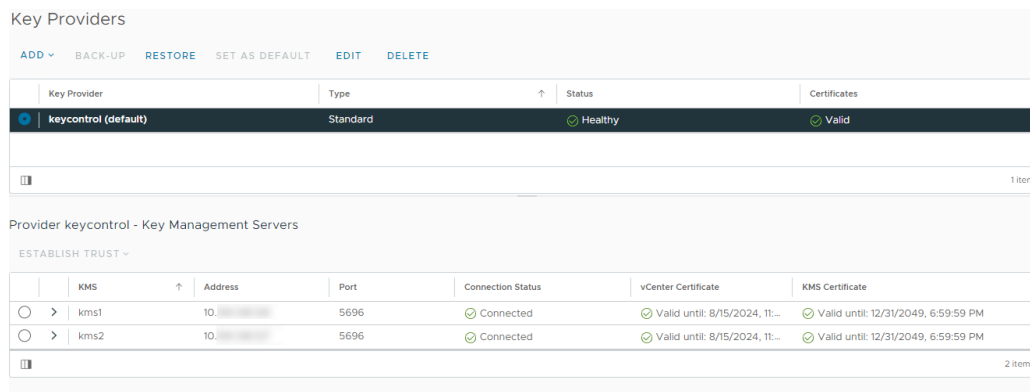 Key Providers
ADD BACK-UP RESTORE SET AS DEFAULT EDIT DELETE
Key Provider Type Status Certificates
keycontrol (default) Standard Healthy Valid
1 item
Provider keycontrol - Key Management Servers
ESTABLISH TRUST
KMS Address Port Connection Status vCenter Certificate KMS Certificate
kms1 10. 5696 Connected Valid until: 8/15/2024, 11:... Valid until: 12/31/2049, 6:59:59 PM
kms2 10. 5696 Connected Valid until: 8/15/2024, 11:... Valid until: 12/31/2049, 6:59:59 PM
2 item